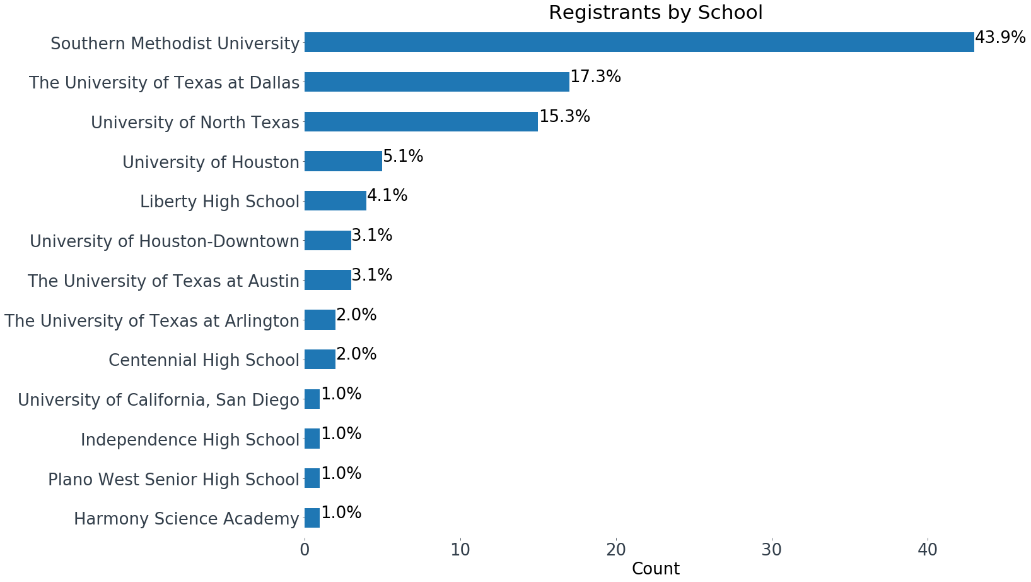 Registrants by School
Southern Methodist University 43.9%
The University of Texas at Dallas 17.3%
University of North Texas 15.3%
University of Houston 5.1%
Liberty High School 4.1%
University of Houston-Downtown 3.1%
The University of Texas at Austin 3.1%
The University of Texas at Arlington 2.0%
Centennial High School 2.0%
University of California, San Diego 1.0%
Independence High School 1.0%
Plano West Senior High School 1.0%
Harmony Science Academy 1.0%
0 10 20 30 40
Count